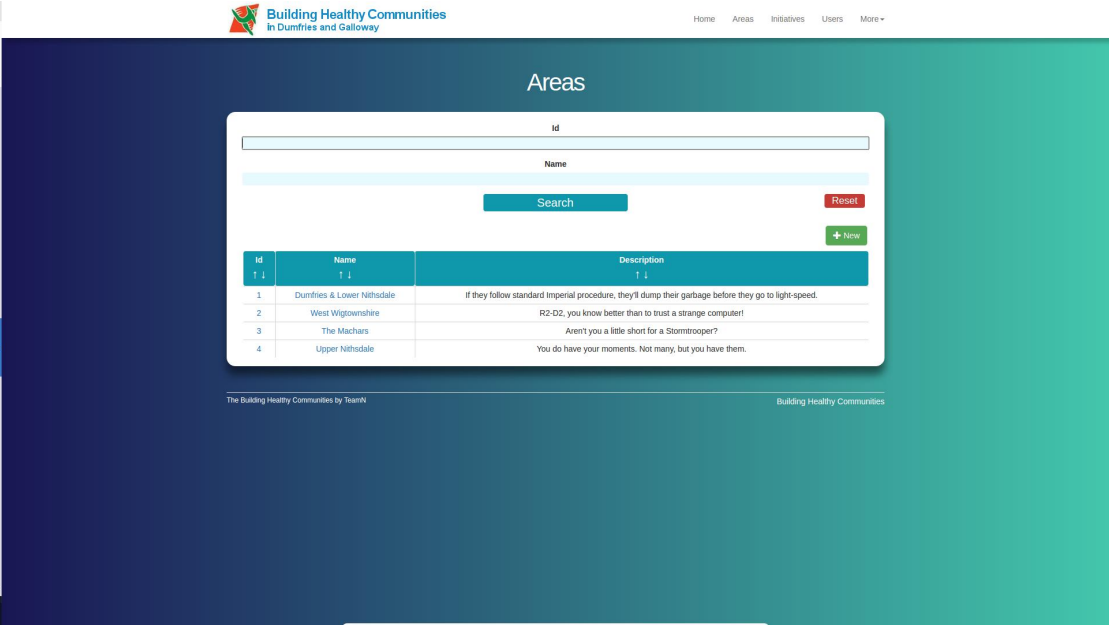 Building Healthy Communities
in Dumfries and Galloway
Home Areas Initiatives Users More
Areas
Id
Name
Search
Reset
+ New
Id Name Description
↑ ↓ ↑ ↓ ↑ ↓
1 Dumfries & Lower Nithsdale If they follow standard Imperial procedure, they'll dump their garbage before they go to light-speed.
2 West Wigtownshire R2-D2, you know better than to trust a strange computer!
3 The Machars Aren't you a little short for a Stormtrooper?
4 Upper Nithsdale You do have your moments. Not many, but you have them.
The Building Healthy Communities by TeamN Building Healthy Communities